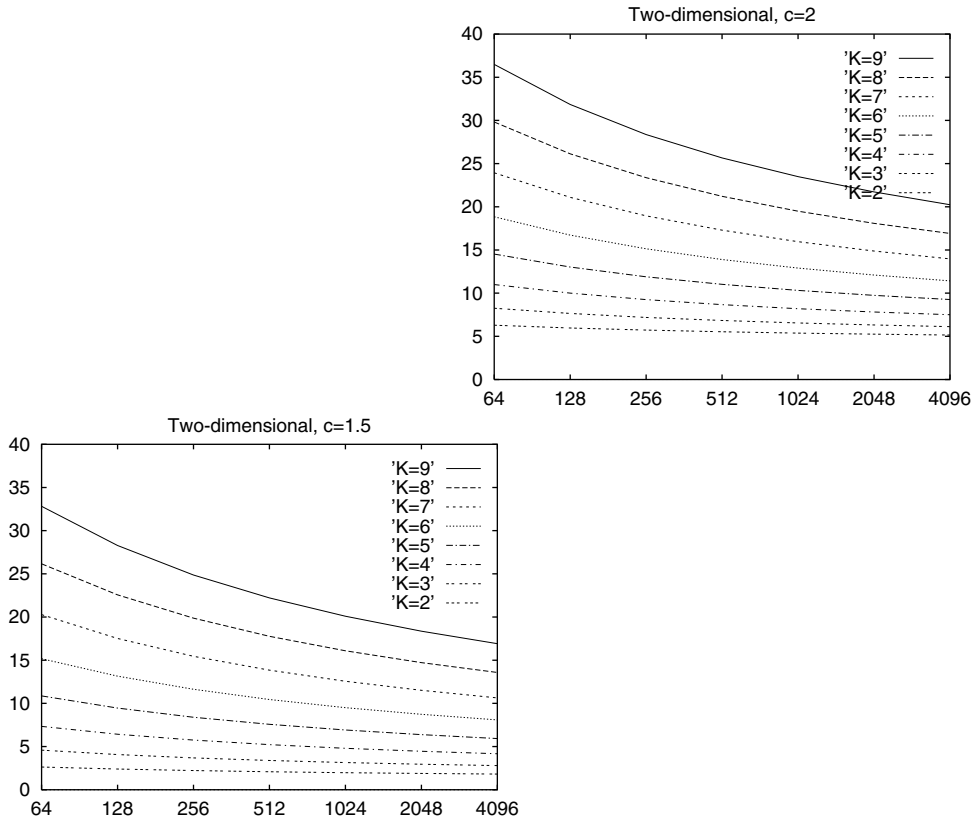 Two-dimensional, c=2
40
35
30
25
20
15
10
5
0
'K=9'
'K=8'
'K=7'
'K=6'
'K=5'
'K=4'
'K=3'
'K=2'
64 128 256 512 1024 2048 4096
Two-dimensional, c=1.5
40
35
30
25
20
15
10
5
0
'K=9'
'K=8'
'K=7'
'K=6'
'K=5'
'K=4'
'K=3'
'K=2'
64 128 256 512 1024 2048 4096